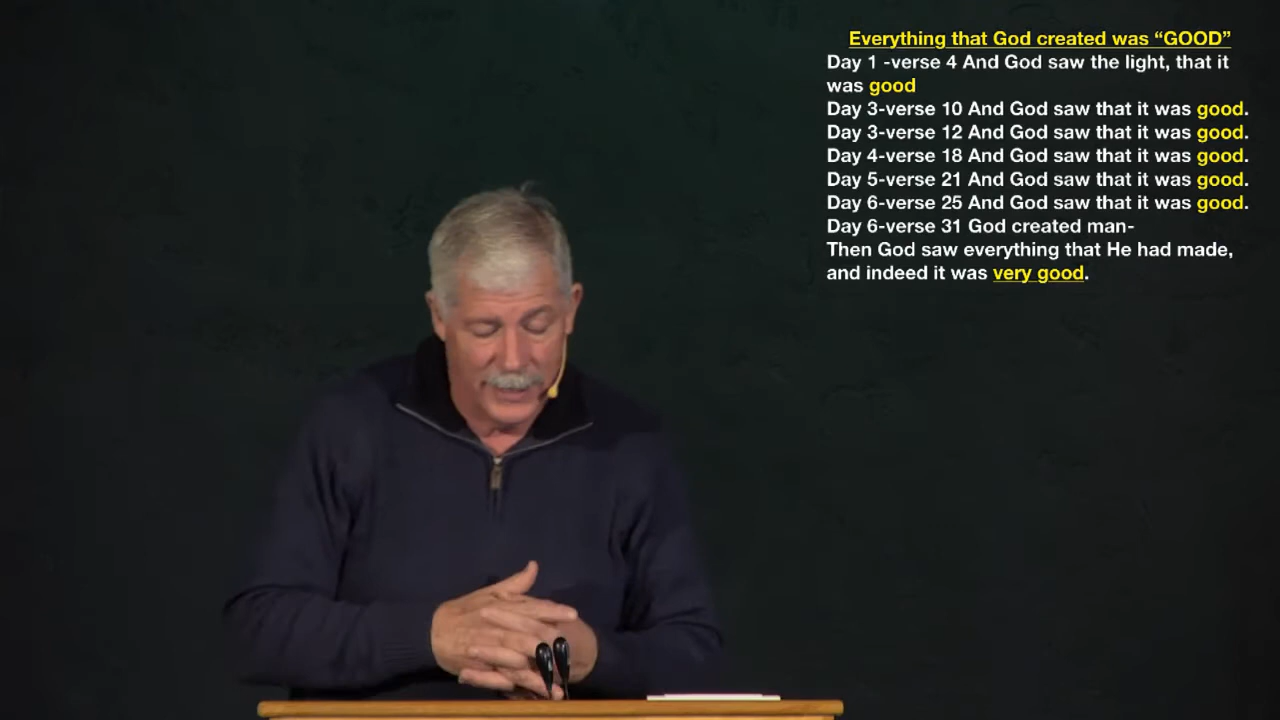 Everything that God created was “GOOD”
Day 1 -verse 4 And God saw the light, that it
was good
Day 3-verse 10 And God saw that it was good.
Day 3-verse 12 And God saw that it was good.
Day 4-verse 18 And God saw that it was good.
Day 5-verse 21 And God saw that it was good.
Day 6-verse 25 And God saw that it was good.
Day 6-verse 31 God created man-
Then God saw everything that He had made,
and indeed it was very good.